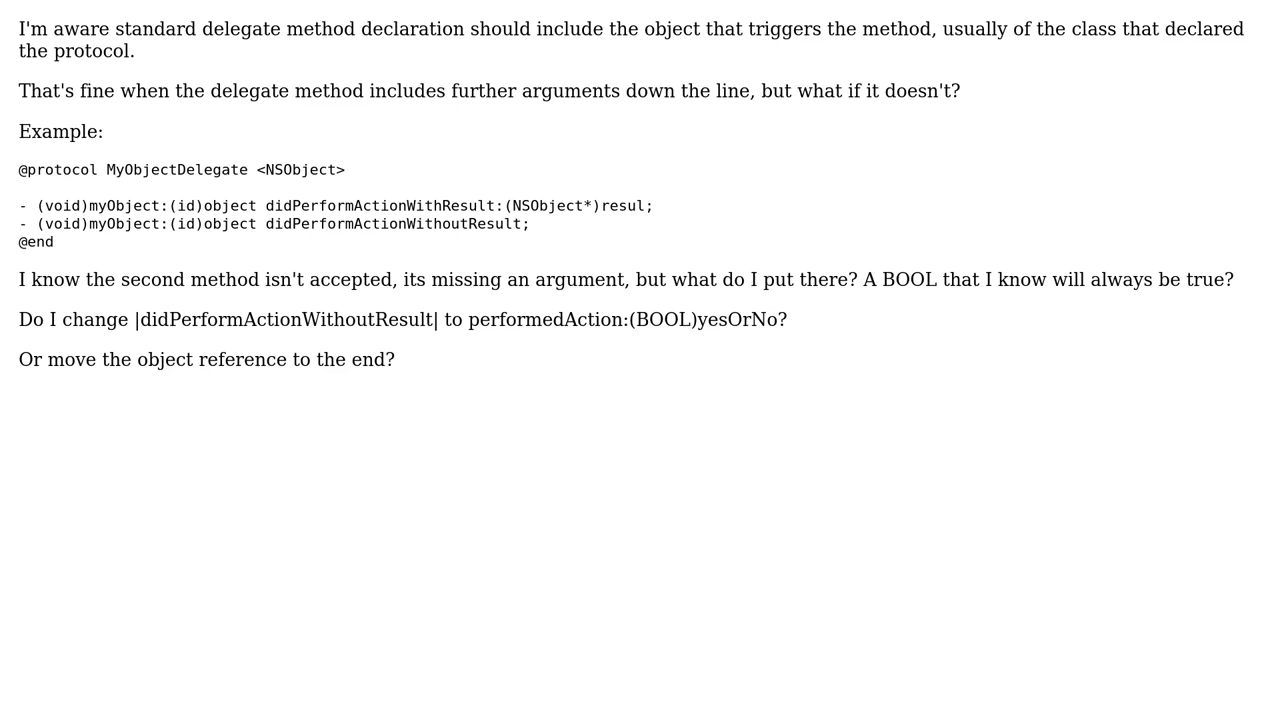 I'm aware standard delegate method declaration should include the object that triggers the method, usually of the class that declared
the protocol.
That's fine when the delegate method includes further arguments down the line, but what if it doesn't?
Example:
@protocol MyObjectDelegate <NSObject>
- (void)myObject:(id)object didPerformActionWithResult:(NSObject*)resul;
- (void)myObject:(id)object didPerformActionWithoutResult;
@end
I know the second method isn't accepted, its missing an argument, but what do I put there? A BOOL that I know will always be true?
Do I change |didPerformActionWithoutResult| to performedAction:(BOOL)yesOrNo?
Or move the object reference to the end?